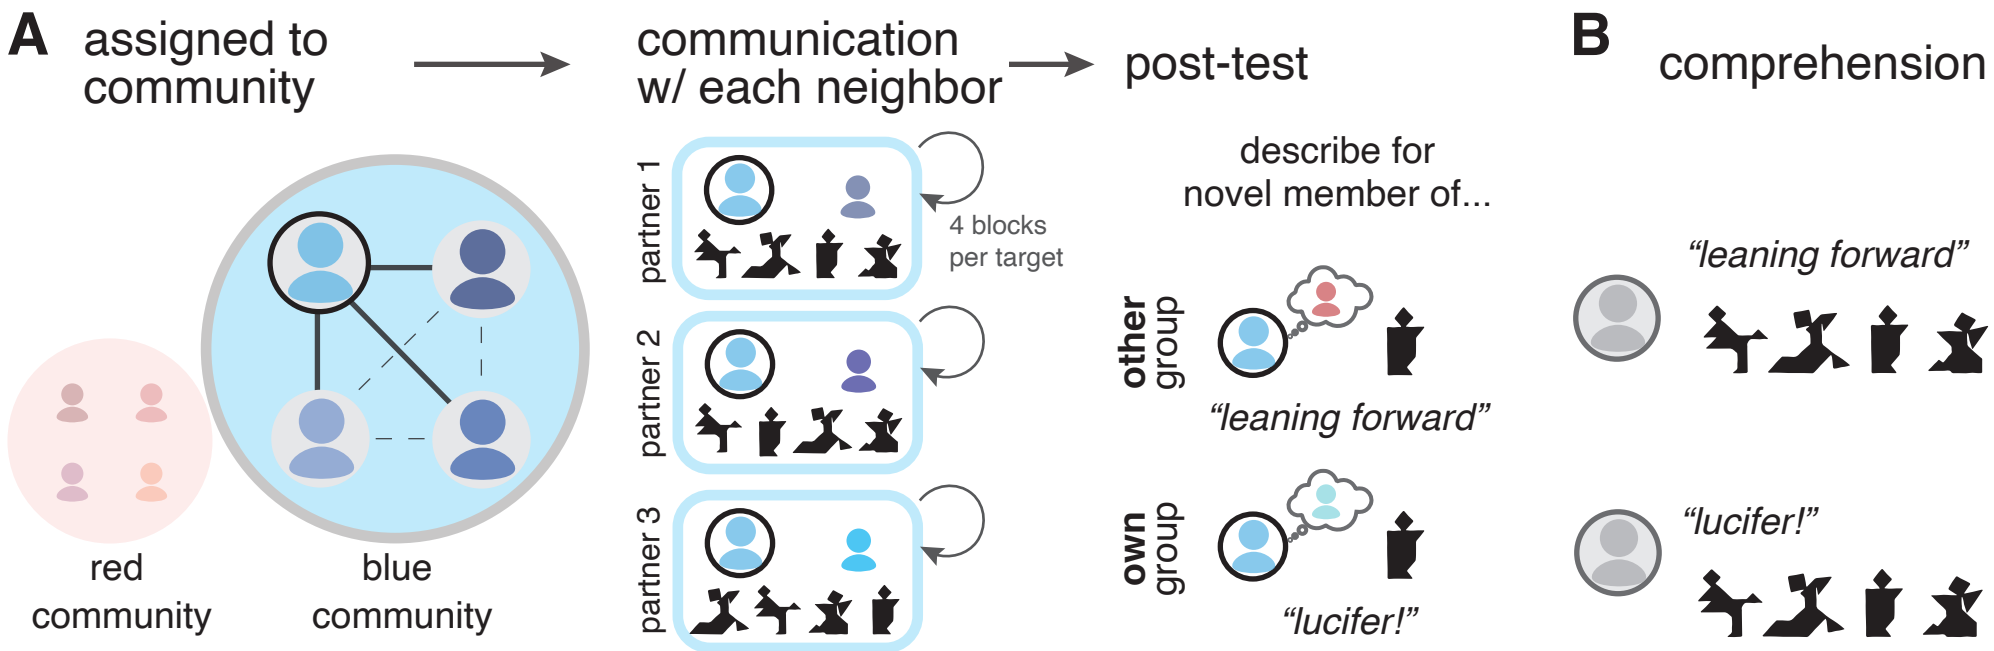 A
assigned to
community
communication
w/ each neighbor
post-test
red
community
blue
community
partner 1
4 blocks
per target
partner 2
partner 3
describe for
novel member of...
other
group
“leaning forward”
own
group
“lucifer!”
B
comprehension
“leaning forward”
“lucifer!”